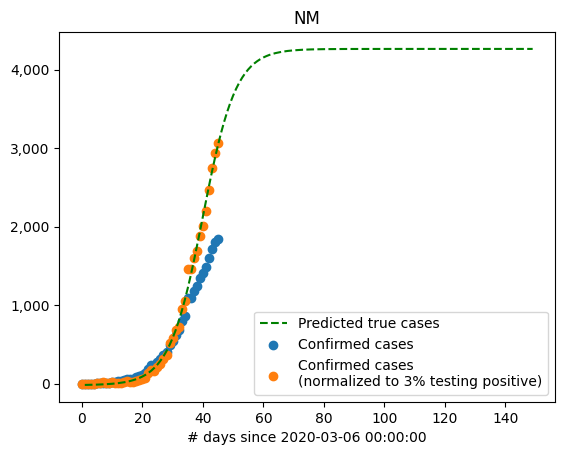 NM
4,000
3,000
2,000
1,000
0
Predicted true cases
Confirmed cases
Confirmed cases
(normalized to 3% testing positive)
0 20 40 60 80 100 120 140
# days since 2020-03-06 00:00:00